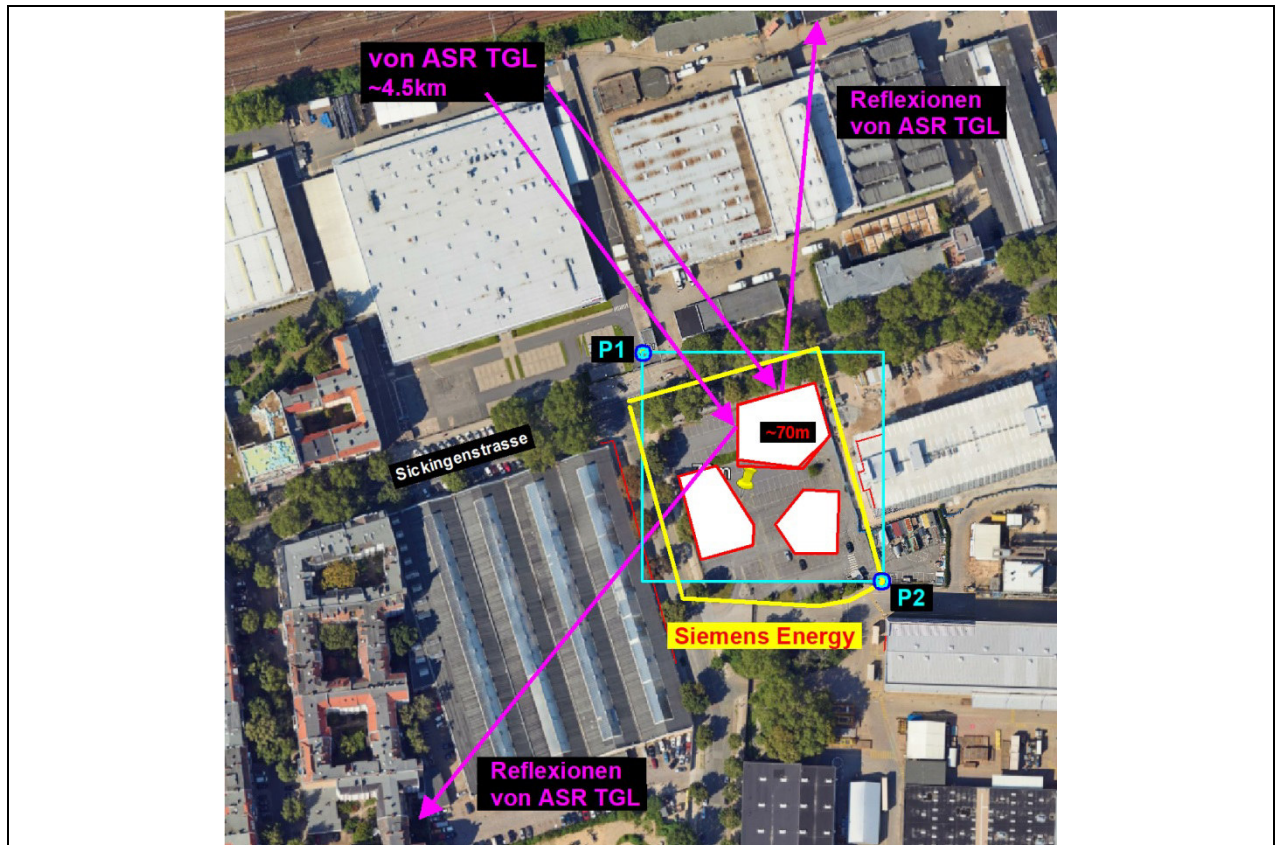 von ASR TGL
~4.5km
Reflexionen
von ASR TGL
P1
~70m
Sickingenstrasse
P2
Siemens Energy
Reflexionen
von ASR TGL